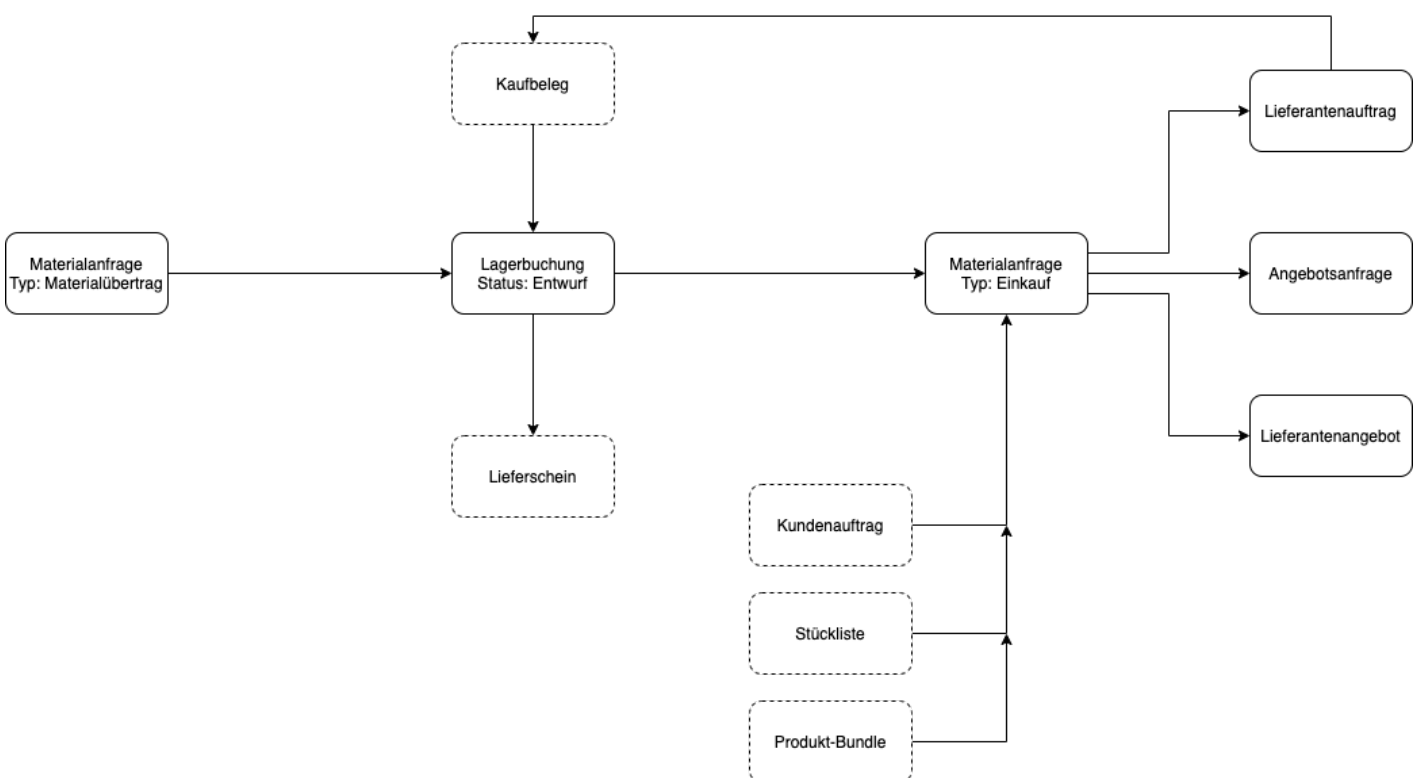 Kaufbeleg
Lieferantenauftrag
Materialanfrage
Typ: Materialübertrag
Lagerbuchung
Status: Entwurf
Materialanfrage
Typ: Einkauf
Angebotsanfrage
Lieferantenangebot
Lieferschein
Kundenauftrag
Stückliste
Produkt-Bundle